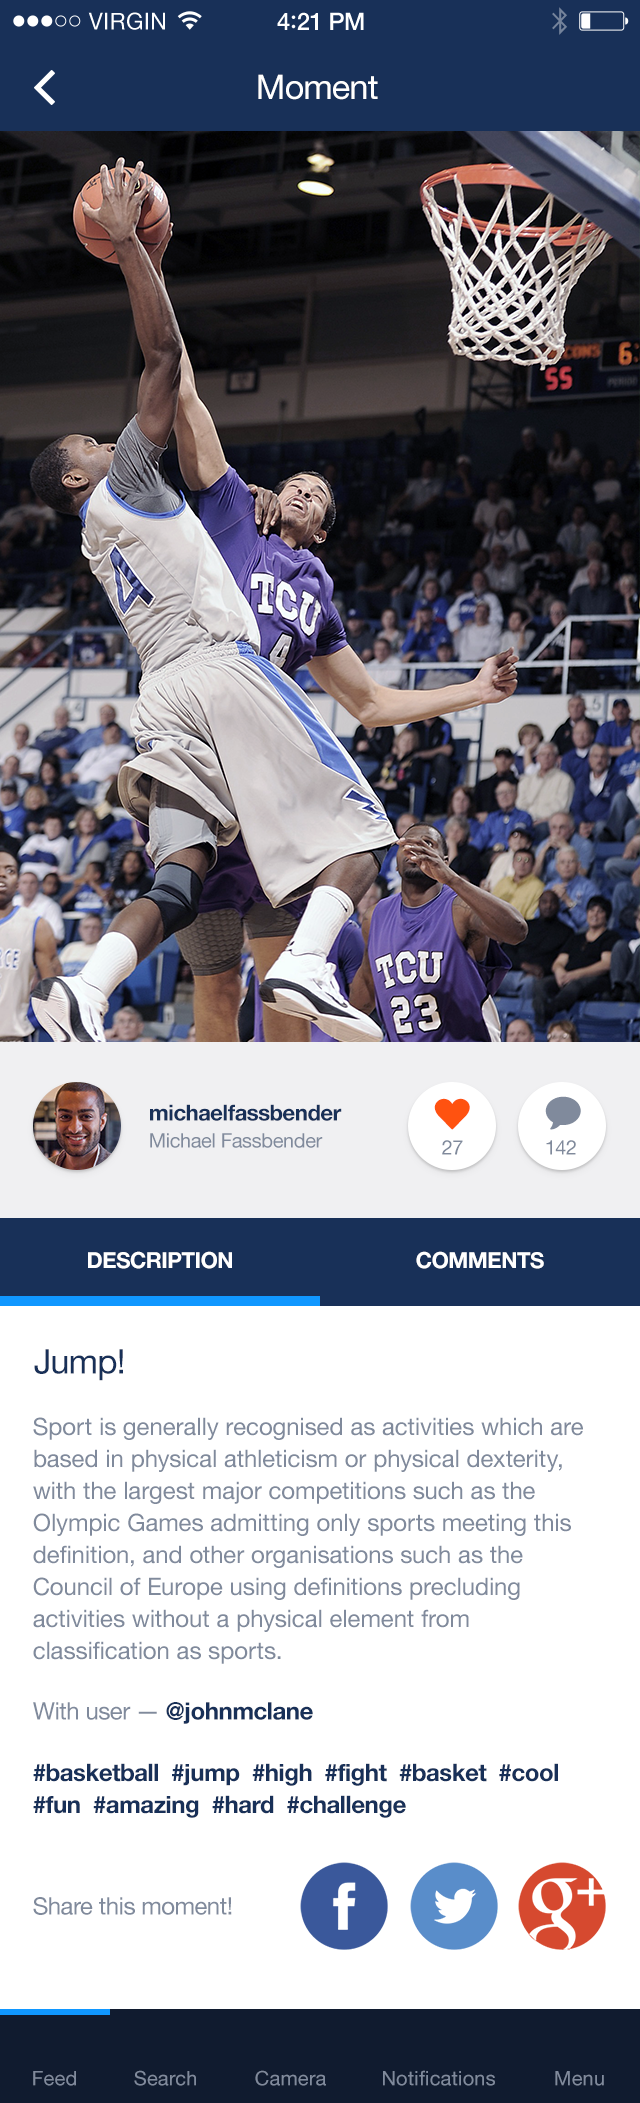 VIRGIN 4:21 PM
Moment
CONS 6:
55
4
TCU
4
RCE
TCU
23
michaelfassbender
Michael Fassbender
27 142
DESCRIPTION COMMENTS
Jump!
Sport is generally recognised as activities which are
based in physical athleticism or physical dexterity,
with the largest major competitions such as the
Olympic Games admitting only sports meeting this
definition, and other organisations such as the
Council of Europe using definitions precluding
activities without a physical element from
classification as sports.
With user — @johnmclane
#basketball #jump #high #fight #basket #cool
#fun #amazing #hard #challenge
Share this moment! f g+
Feed Search Camera Notifications Menu